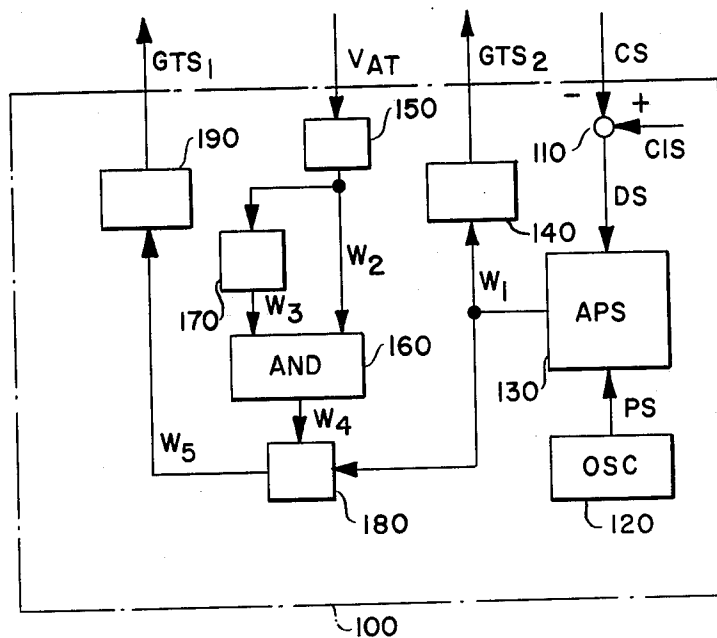 GTS1
VAT
GTS2
CS
150
-
+
190
110
CIS
DS
140
W2
W1
170
W3
APS
AND
160
130
PS
W4
W5
OSC
180
120
100